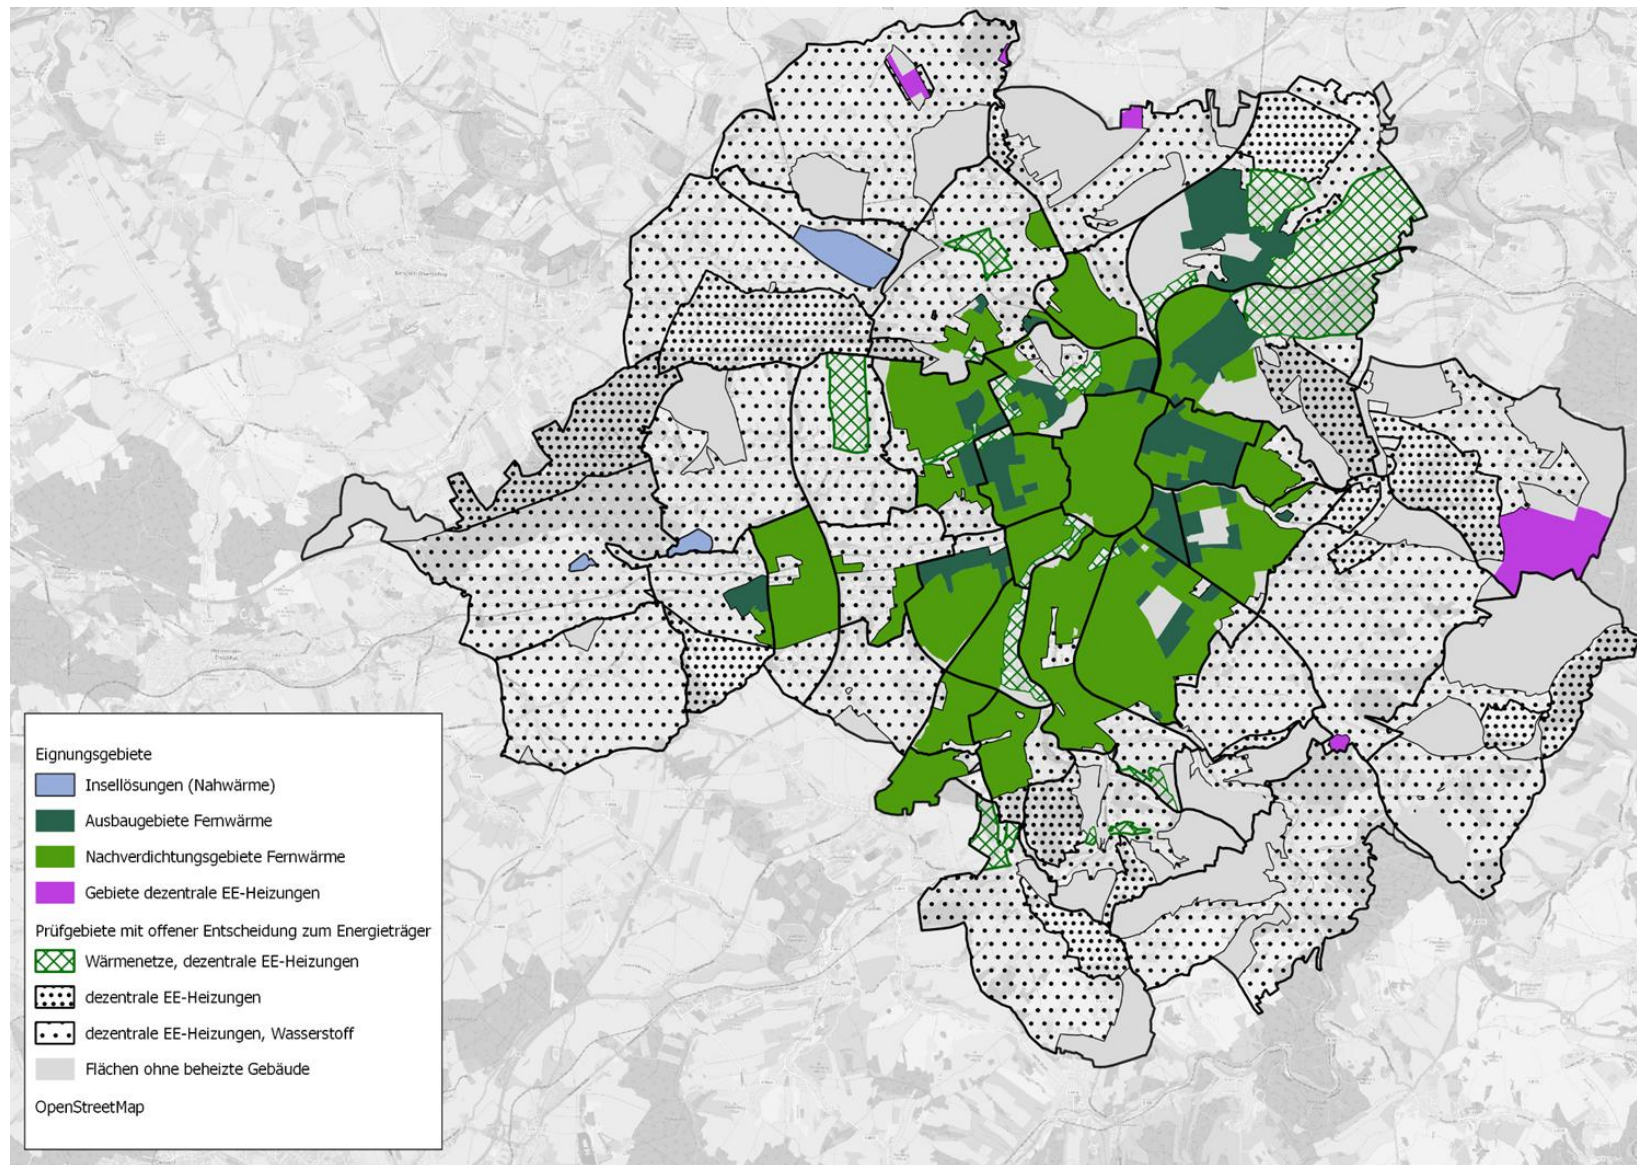 Eignungsgebiete
Insellösungen (Nahwärme)
Ausbaugebiete Fernwärme
Nachverdichtungsgebiete Fernwärme
Gebiete dezentrale EE-Heizungen
Prüfgebiete mit offener Entscheidung zum Energieträger
Wärmenetze, dezentrale EE-Heizungen
dezentrale EE-Heizungen
dezentrale EE-Heizungen, Wasserstoff
Flächen ohne beheizte Gebäude
OpenStreetMap